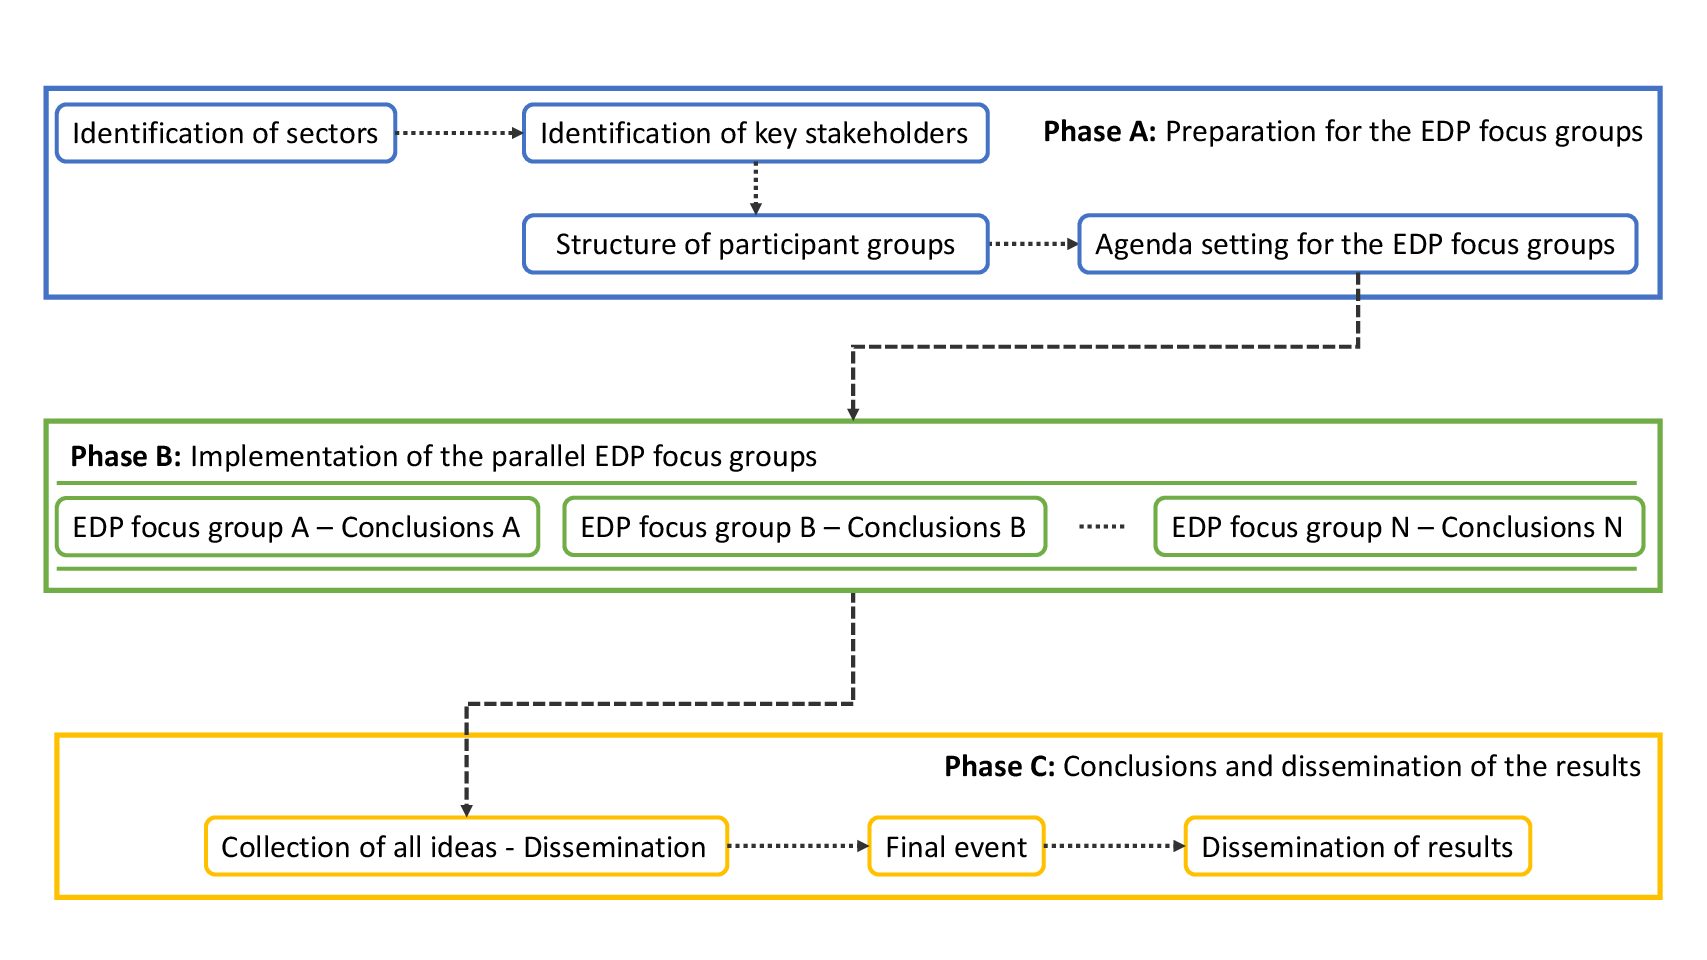 Identification of sectors
Identification of key stakeholders
Phase A: Preparation for the EDP focus groups
Structure of participant groups
Agenda setting for the EDP focus groups
Phase B: Implementation of the parallel EDP focus groups
EDP focus group A – Conclusions A
EDP focus group B – Conclusions B
EDP focus group N – Conclusions N
Phase C: Conclusions and dissemination of the results
Collection of all ideas - Dissemination
Final event
Dissemination of results